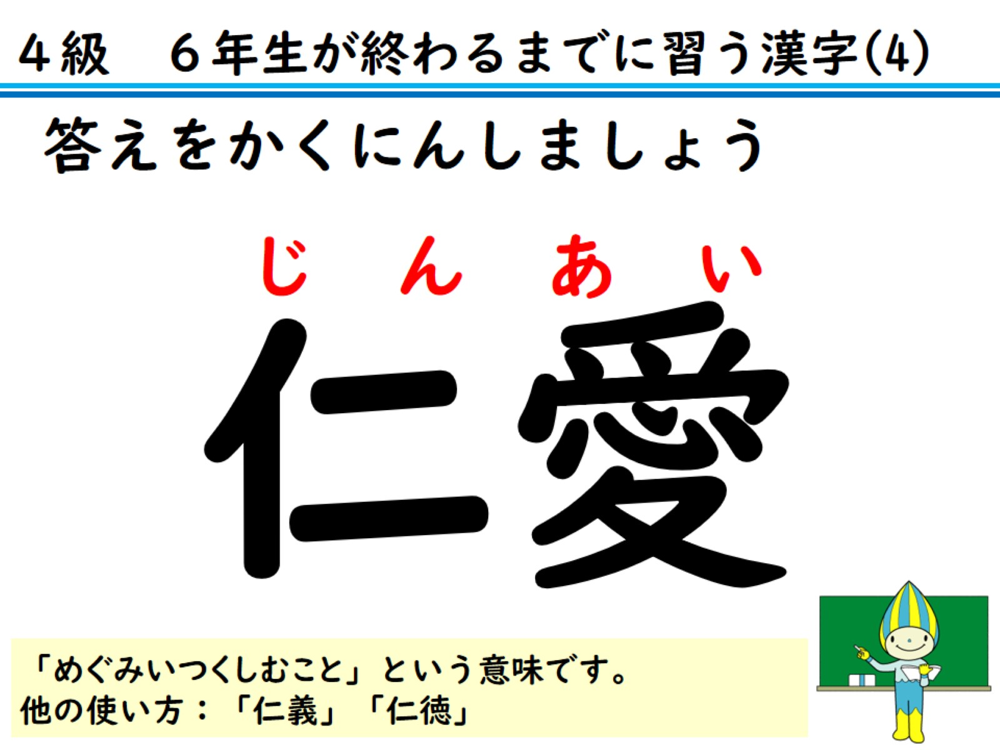 ４級　６年生が終わるまでに習う漢字(4)
答えをかくにんしましょう
じんあい
仁愛
「めぐみいつくしむこと」という意味です。
他の使い方：「仁義」「仁徳」